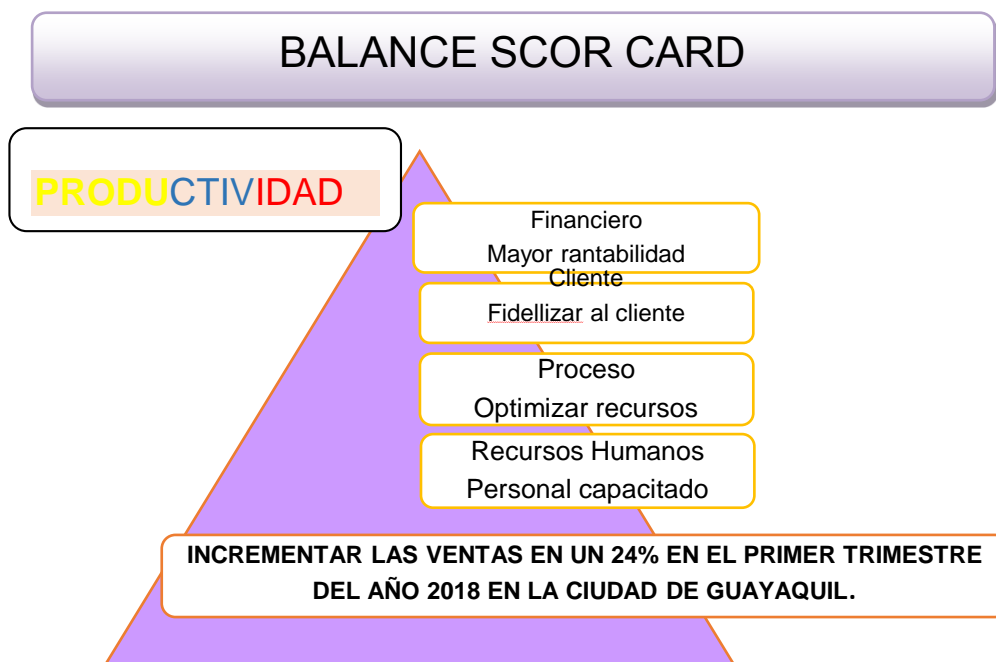 BALANCE SCOR CARD
PRODUCTIVIDAD
Financiero
Mayor rantabilidad
Cliente
Fidellizar al cliente
Proceso
Optimizar recursos
Recursos Humanos
Personal capacitado
INCREMENTAR LAS VENTAS EN UN 24% EN EL PRIMER TRIMESTRE
DEL AÑO 2018 EN LA CIUDAD DE GUAYAQUIL.